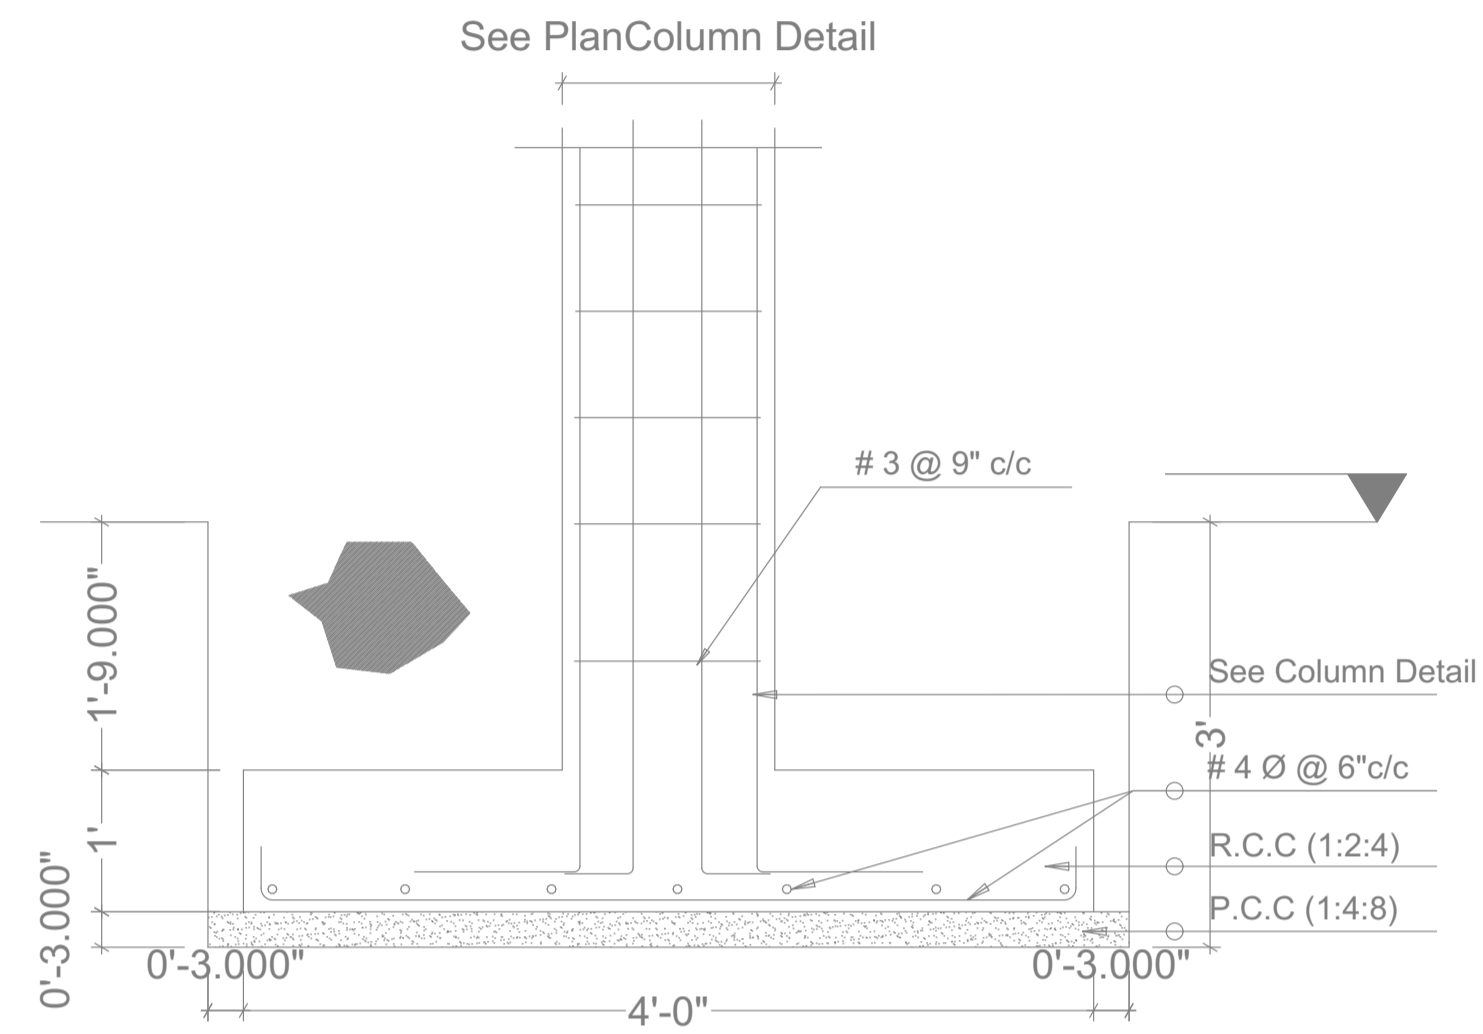 See PlanColumn Detail
# 3 @ 9" c/c
1'-9.000"
See Column Detail
3'
# 4 Ø @ 6"c/c
1'
R.C.C (1:2:4)
0'-3.000"
P.C.C (1:4:8)
0'-3.000"
0'-3.000"
4'-0"